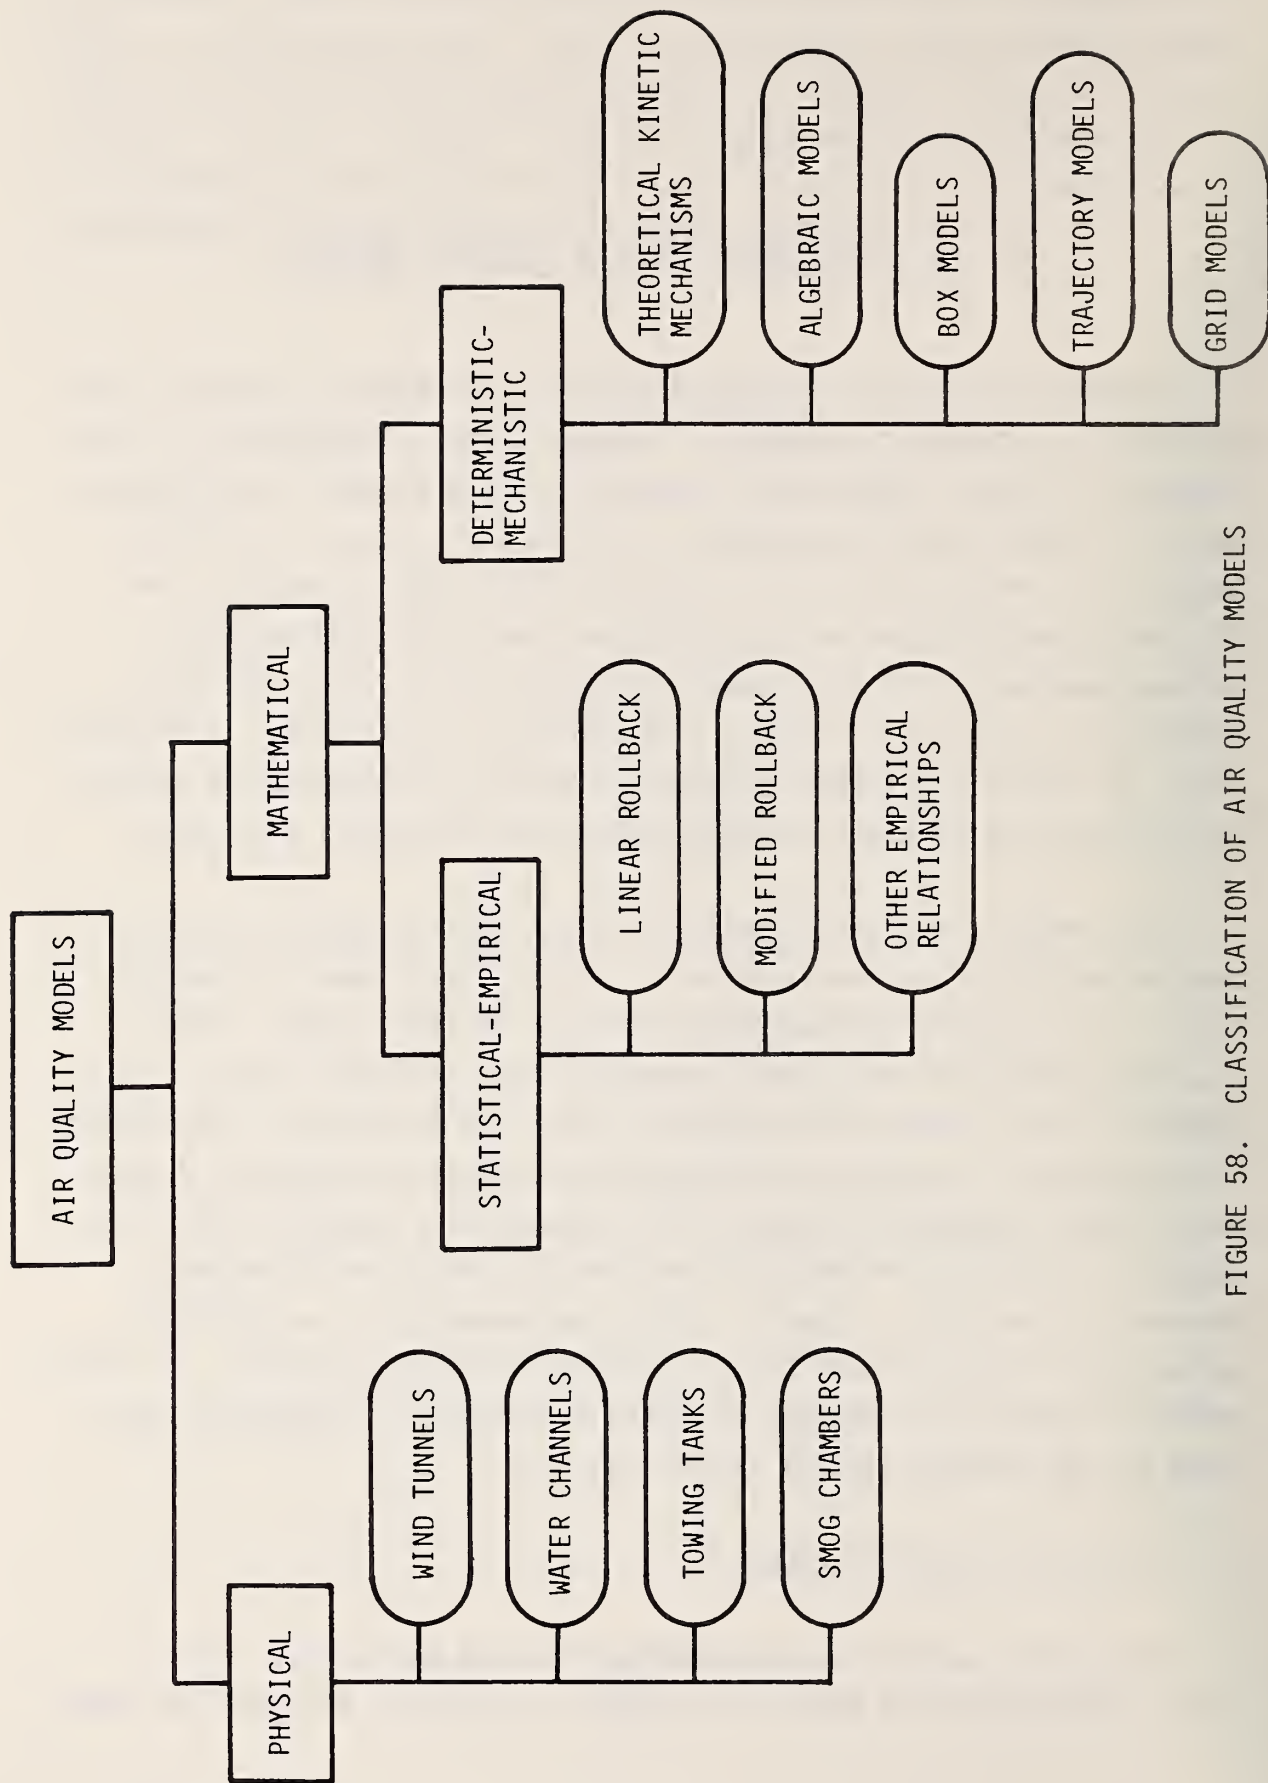 AIR QUALITY MODELS
PHYSICAL
MATHEMATICAL
WIND TUNNELS
WATER CHANNELS
TOWING TANKS
SMOG CHAMBERS
STATISTICAL-EMPIRICAL
LINEAR ROLLBACK
MODIFIED ROLLBACK
OTHER EMPIRICAL
RELATIONSHIPS
DETERMINISTIC-
MECHANISTIC
THEORETICAL KINETIC
MECHANISMS
ALGEBRAIC MODELS
BOX MODELS
TRAJECTORY MODELS
GRID MODELS
FIGURE 58. CLASSIFICATION OF AIR QUALITY MODELS